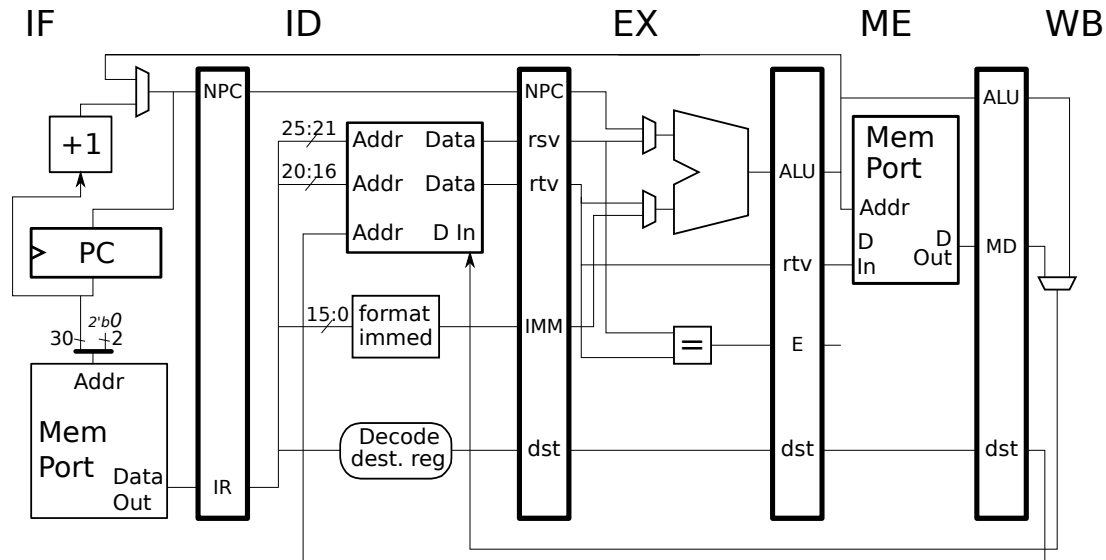 IF ID EX ME WB
NPC NPC ALU
+1
25:21 Addr Data rsv
20:16 Addr Data rtv
Addr D In
Mem
Port
ALU
Addr
D
In
D
Out
MD
PC
rtv
2'b0
30 2
15:0 format
immed
IMM
=
E
Addr
Mem
Port
Data
Out
IR
Decode
dest. reg
dst dst dst